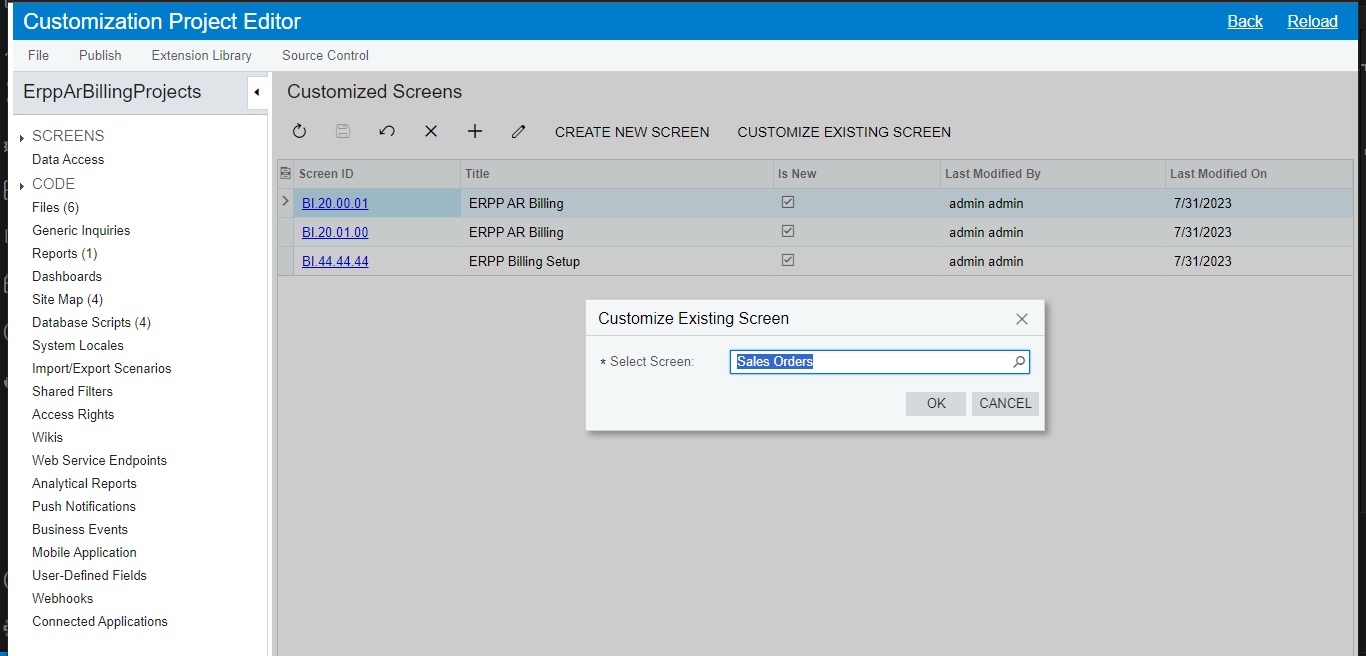 Customization Project Editor Back Reload
File Publish Extension Library Source Control
ErppArBillingProjects
SCREENS
Data Access
CODE
Files (6)
Generic Inquiries
Reports (1)
Dashboards
Site Map (4)
Database Scripts (4)
System Locales
Import/Export Scenarios
Shared Filters
Access Rights
Wikis
Web Service Endpoints
Analytical Reports
Push Notifications
Business Events
Mobile Application
User-Defined Fields
Webhooks
Connected Applications
Customized Screens
CREATE NEW SCREEN CUSTOMIZE EXISTING SCREEN
Screen ID Title Is New Last Modified By Last Modified On
BI.20.00.01 ERPP AR Billing admin admin 7/31/2023
BI.20.01.00 ERPP AR Billing admin admin 7/31/2023
BI.44.44.44 ERPP Billing Setup admin admin 7/31/2023
Customize Existing Screen
* Select Screen: Sales Orders
OK CANCEL